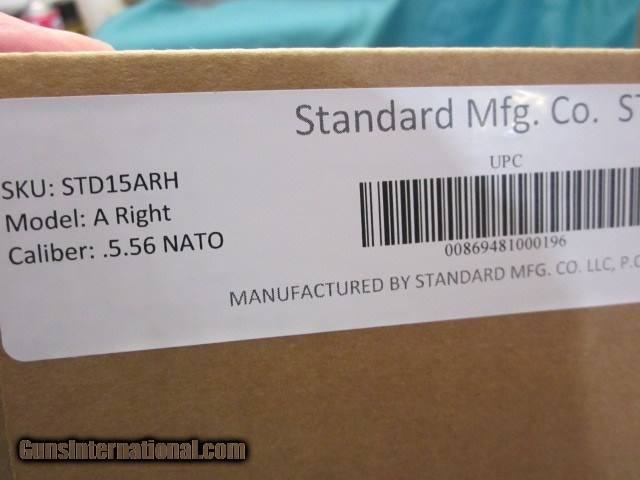 Standard Mfg. Co. ST
UPC
SKU: STD15ARH
Model: A Right
Caliber: .5.56 NATO
00869481000196
MANUFACTURED BY STANDARD MFG. CO. LLC, P.O
GunsInternational.com